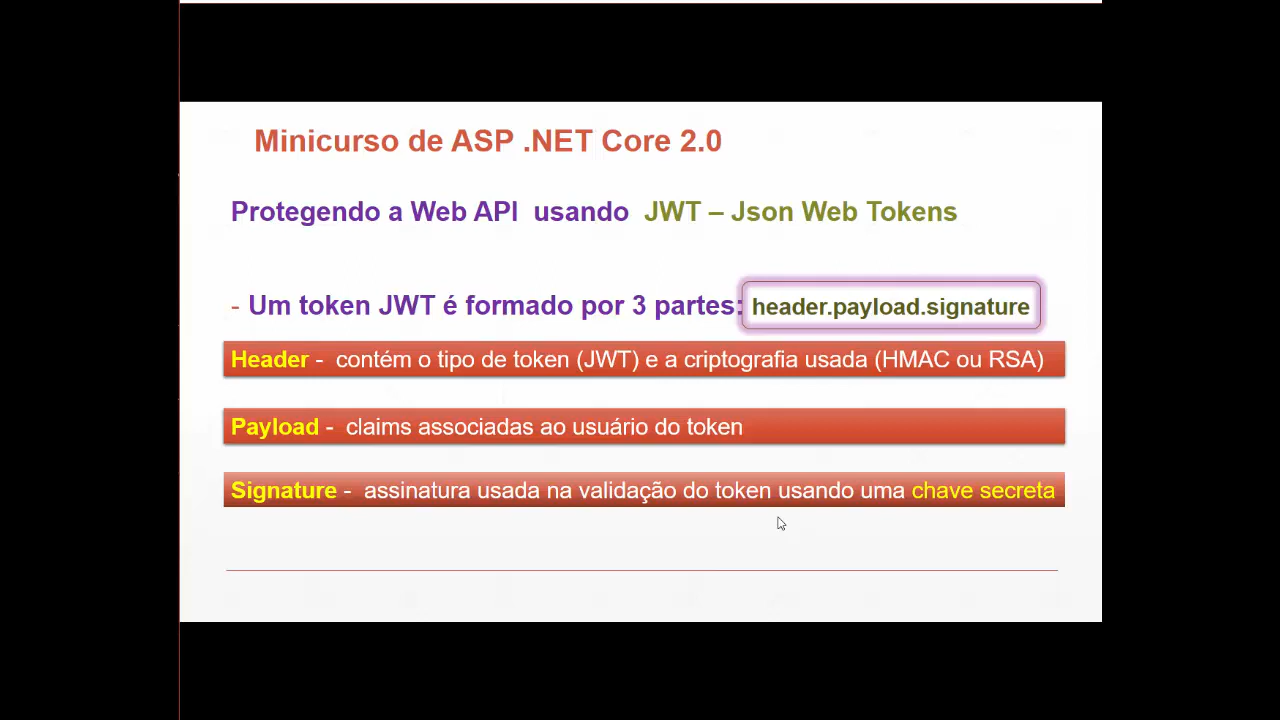 Minicurso de ASP .NET Core 2.0
Protegendo a Web API usando JWT – Json Web Tokens
- Um token JWT é formado por 3 partes: header.payload.signature
Header - contém o tipo de token (JWT) e a criptografia usada (HMAC ou RSA)
Payload - claims associadas ao usuário do token
Signature - assinatura usada na validação do token usando uma chave secreta